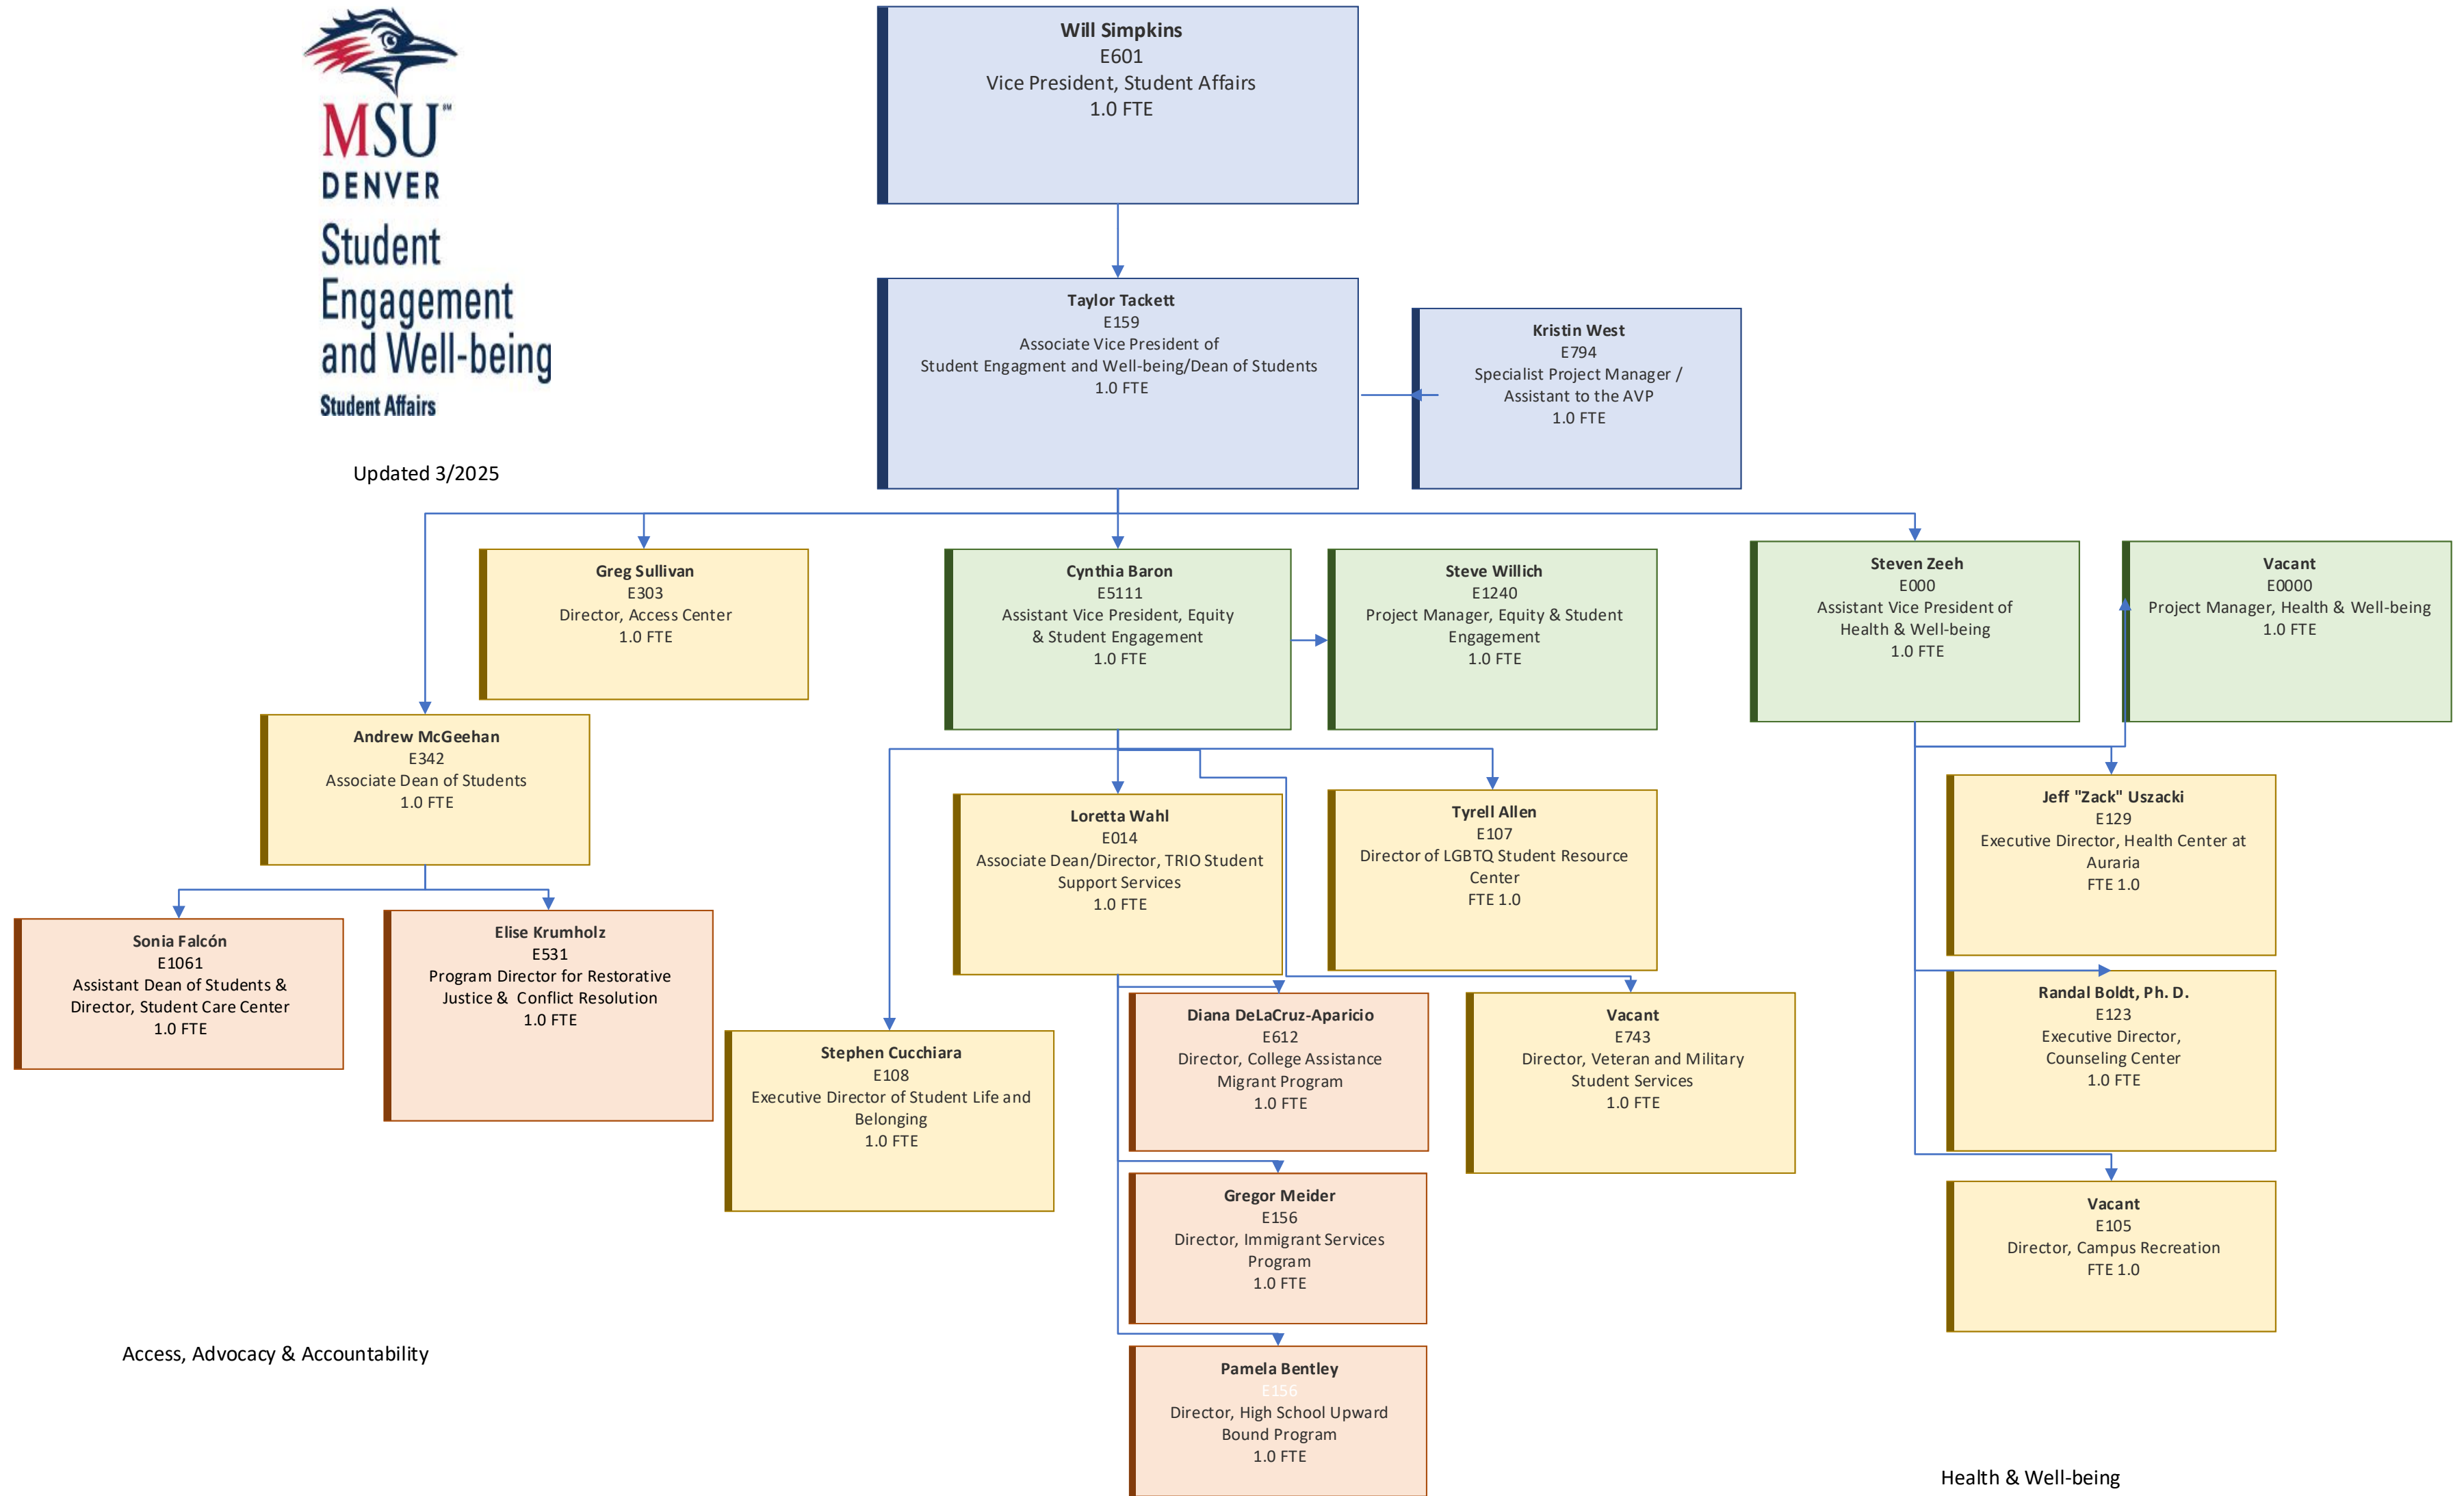 MSU
DENVER
Student
Engagement
and Well-being
Student Affairs
Updated 3/2025
Will Simpkins
E601
Vice President, Student Affairs
1.0 FTE
Taylor Tackett
E159
Associate Vice President of
Student Engagment and Well-being/Dean of Students
1.0 FTE
Kristin West
E794
Specialist Project Manager /
Assistant to the AVP
1.0 FTE
Greg Sullivan
E303
Director, Access Center
1.0 FTE
Cynthia Baron
E5111
Assistant Vice President, Equity
& Student Engagement
1.0 FTE
Steve Willich
E1240
Project Manager, Equity & Student
Engagement
1.0 FTE
Steven Zeeh
E000
Assistant Vice President of
Health & Well-being
1.0 FTE
Vacant
E0000
Project Manager, Health & Well-being
1.0 FTE
Andrew McGeehan
E342
Associate Dean of Students
1.0 FTE
Loretta Wahl
E014
Associate Dean/Director, TRIO Student
Support Services
1.0 FTE
Tyrell Allen
E107
Director of LGBTQ Student Resource
Center
FTE 1.0
Jeff "Zack" Uszacki
E129
Executive Director, Health Center at
Auraria
FTE 1.0
Sonia Falcón
E1061
Assistant Dean of Students &
Director, Student Care Center
1.0 FTE
Elise Krumholz
E531
Program Director for Restorative
Justice & Conflict Resolution
1.0 FTE
Stephen Cucchiara
E108
Executive Director of Student Life and
Belonging
1.0 FTE
Diana DeLaCruz-Aparicio
E612
Director, College Assistance
Migrant Program
1.0 FTE
Vacant
E743
Director, Veteran and Military
Student Services
1.0 FTE
Randal Boldt, Ph. D.
E123
Executive Director,
Counseling Center
1.0 FTE
Gregor Meider
E156
Director, Immigrant Services
Program
1.0 FTE
Vacant
E105
Director, Campus Recreation
FTE 1.0
Pamela Bentley
E156
Director, High School Upward
Bound Program
1.0 FTE
Access, Advocacy & Accountability
Health & Well-being